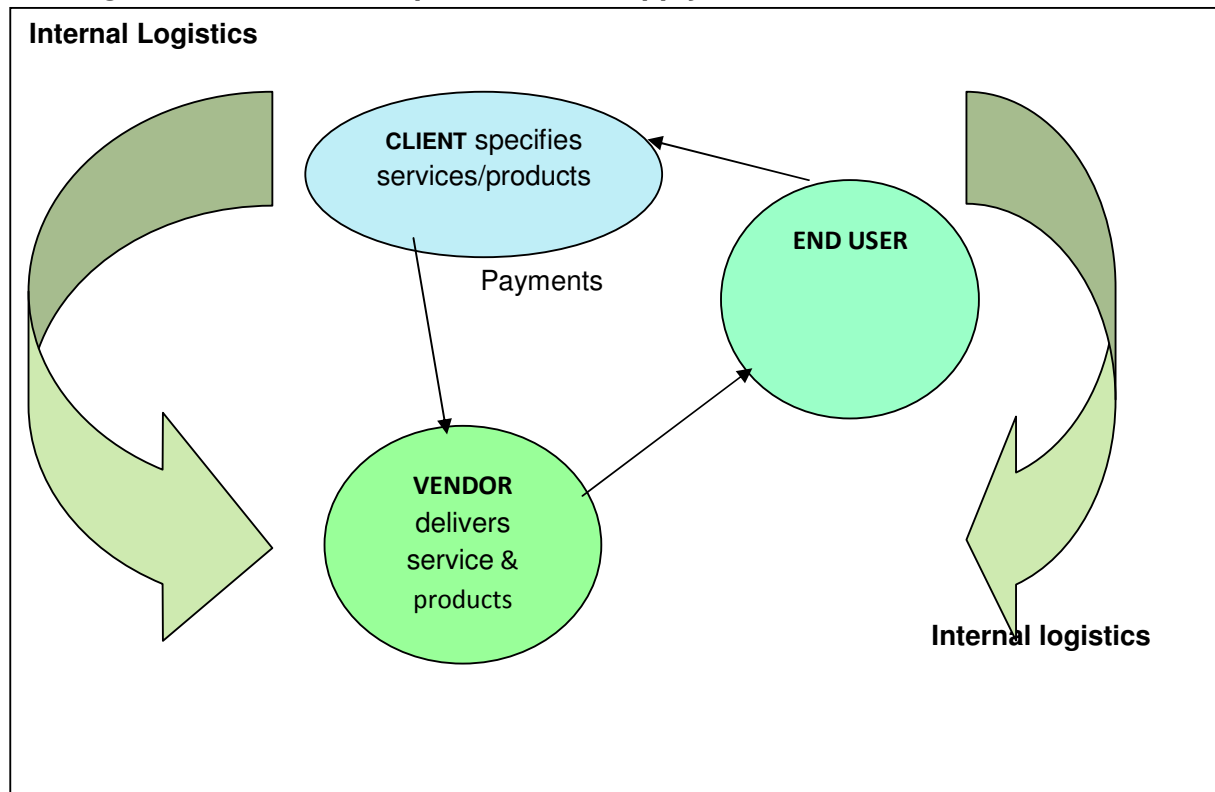 Internal Logistics
CLIENT specifies
services/products
END USER
Payments
VENDOR
delivers
service &
products
Internal logistics